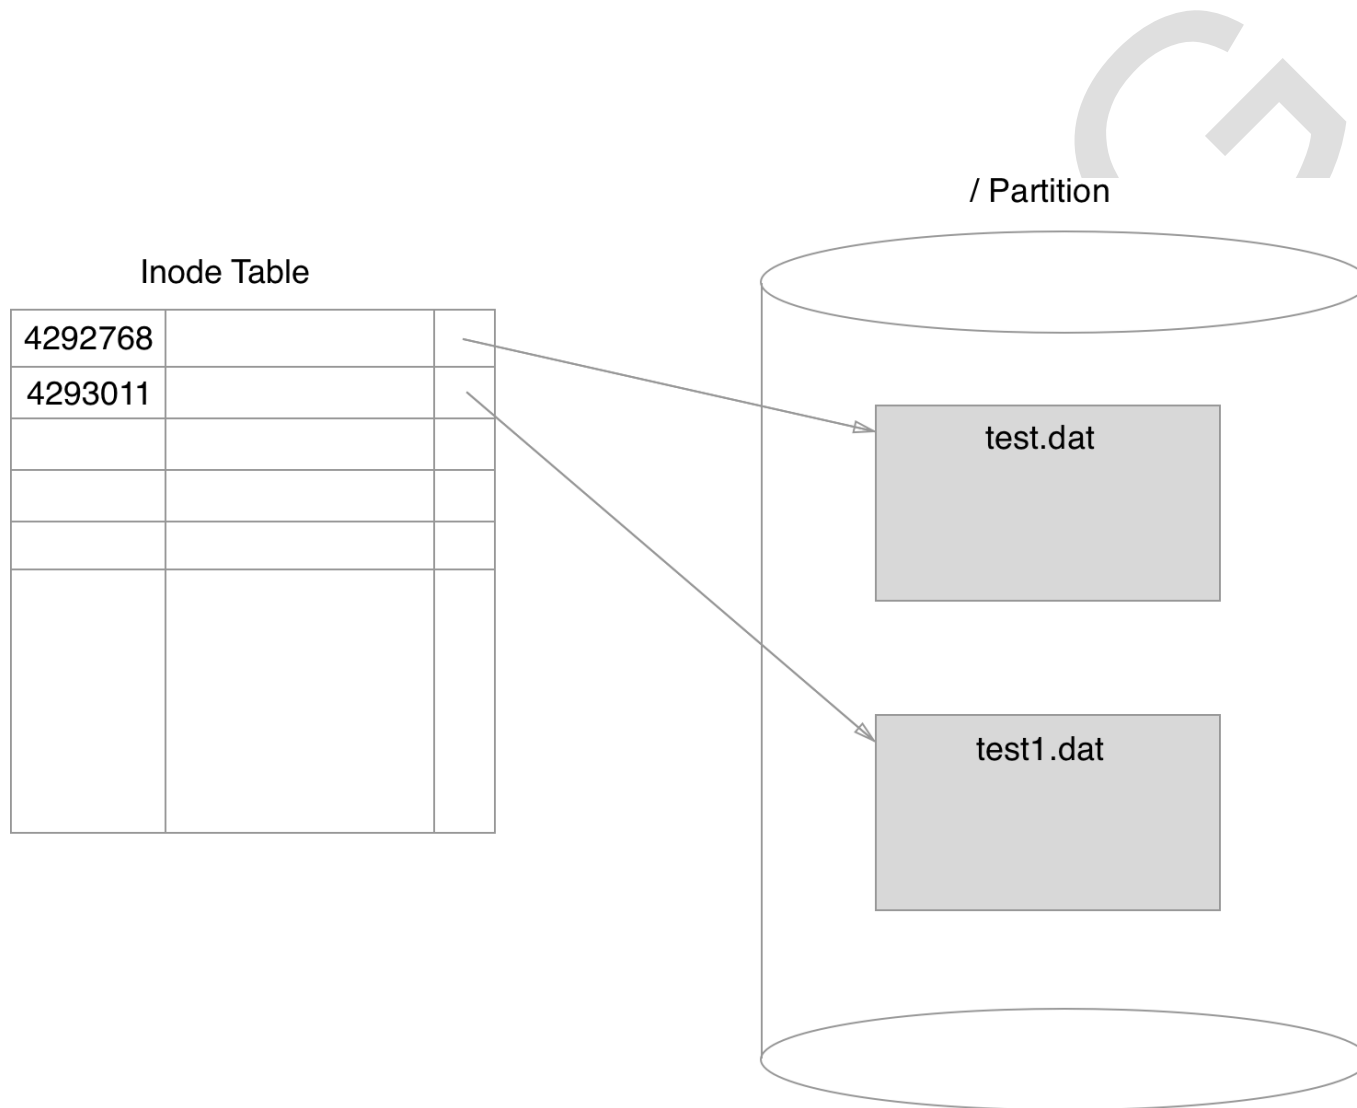 / Partition
Inode Table
4292768
4293011
test.dat
test1.dat